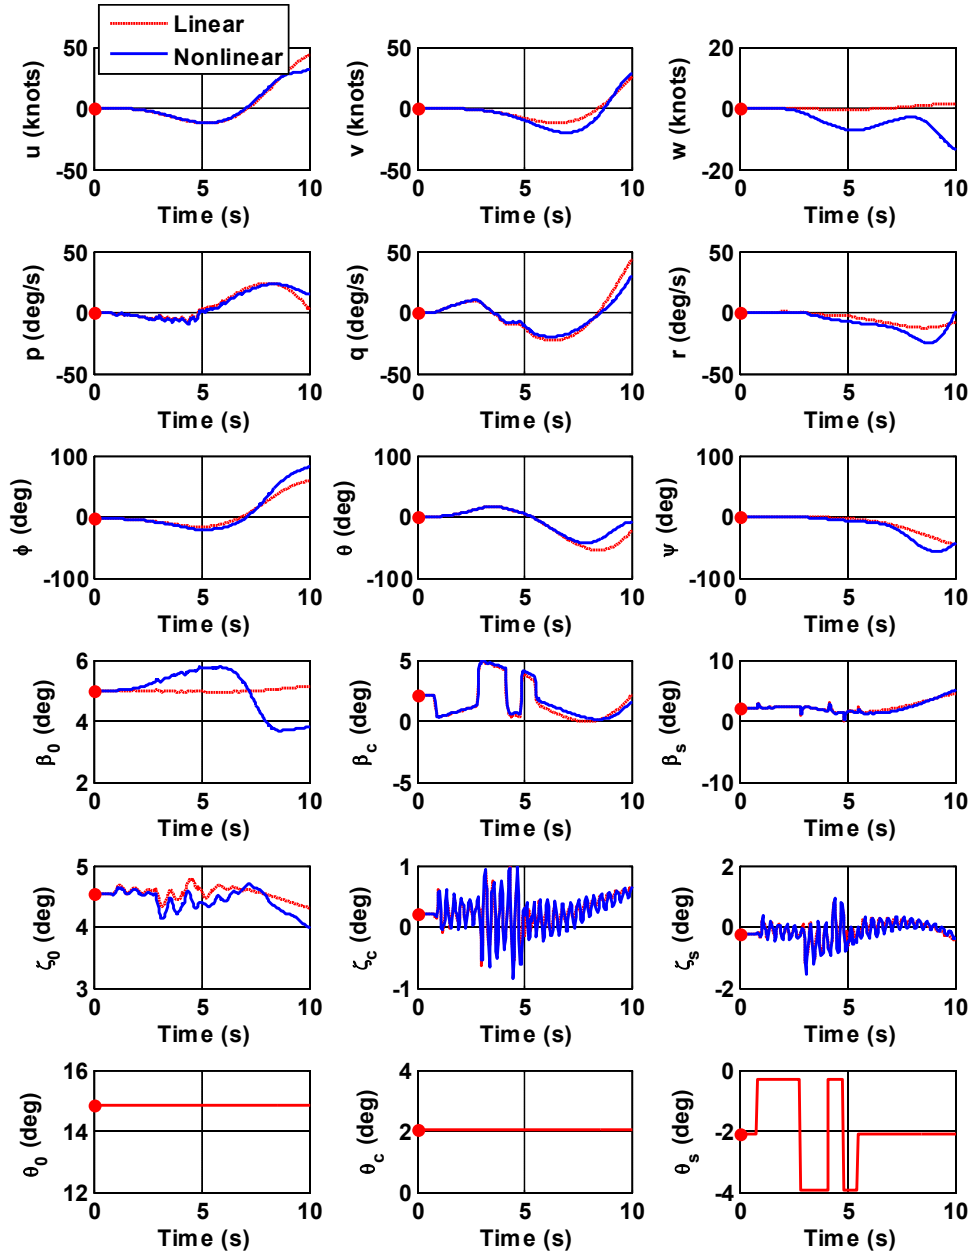 Linear
Nonlinear
50
0
-50
u (knots)
0 5 10
Time (s)
50
0
-50
v (knots)
0 5 10
Time (s)
20
0
-20
w (knots)
0 5 10
Time (s)
50
0
-50
p (deg/s)
0 5 10
Time (s)
50
0
-50
q (deg/s)
0 5 10
Time (s)
50
0
-50
r (deg/s)
0 5 10
Time (s)
100
0
-100
ϕ (deg)
0 5 10
Time (s)
100
0
-100
θ (deg)
0 5 10
Time (s)
100
0
-100
ψ (deg)
0 5 10
Time (s)
6
4
2
β0 (deg)
0 5 10
Time (s)
5
0
-5
βc (deg)
0 5 10
Time (s)
10
0
-10
βs (deg)
0 5 10
Time (s)
5
4
3
ζ0 (deg)
0 5 10
Time (s)
1
0
-1
ζc (deg)
0 5 10
Time (s)
2
0
-2
ζs (deg)
0 5 10
Time (s)
16
14
12
θ0 (deg)
0 5 10
Time (s)
4
2
0
θc (deg)
0 5 10
Time (s)
0
-2
-4
θs (deg)
0 5 10
Time (s)